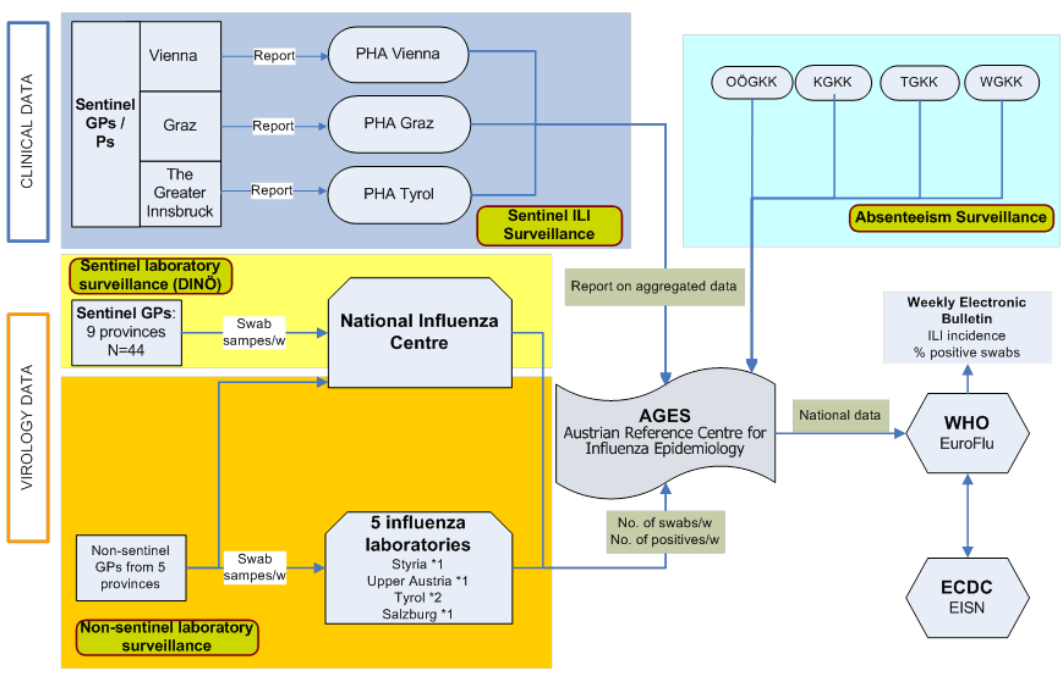 CLINICAL DATA
Sentinel
GPs /
Ps
Vienna
Report
PHA Vienna
Graz
Report
PHA Graz
The
Greater
Innsbruck
Report
PHA Tyrol
Sentinel ILI
Surveillance
OÖGKK
KGKK
TGKK
WGKK
Absenteeism Surveillance
VIROLOGY DATA
Sentinel laboratory
surveillance (DINÖ)
Sentinel GPs:
9 provinces
N=44
Swab
sampes/w
National Influenza
Centre
Report on aggregated data
Weekly Electronic
Bulletin
ILI incidence
% positive swabs
AGES
Austrian Reference Centre for
Influenza Epidemiology
National data
WHO
EuroFlu
No. of swabs/w
No. of positives/w
Non-sentinel
GPs from 5
provinces
Swab
sampes/w
5 influenza
laboratories
Styria *1
Upper Austria *1
Tyrol *2
Salzburg *1
ECDC
EISN
Non-sentinel laboratory
surveillance